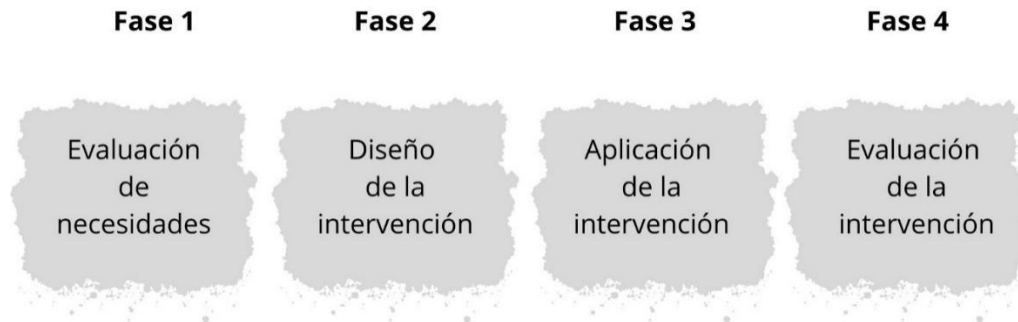 Fase 1
Fase 2
Fase 3
Fase 4
Evaluación
de
necesidades
Diseño
de la
intervención
Aplicación
de la
intervención
Evaluación
de la
intervención